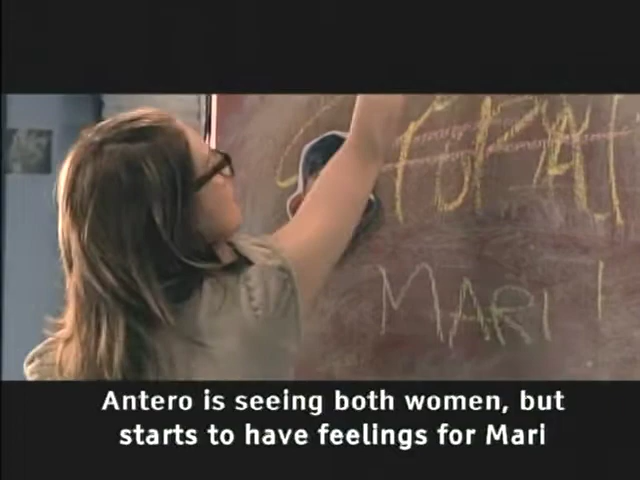 MARI
Antero is seeing both women, but
starts to have feelings for Mari